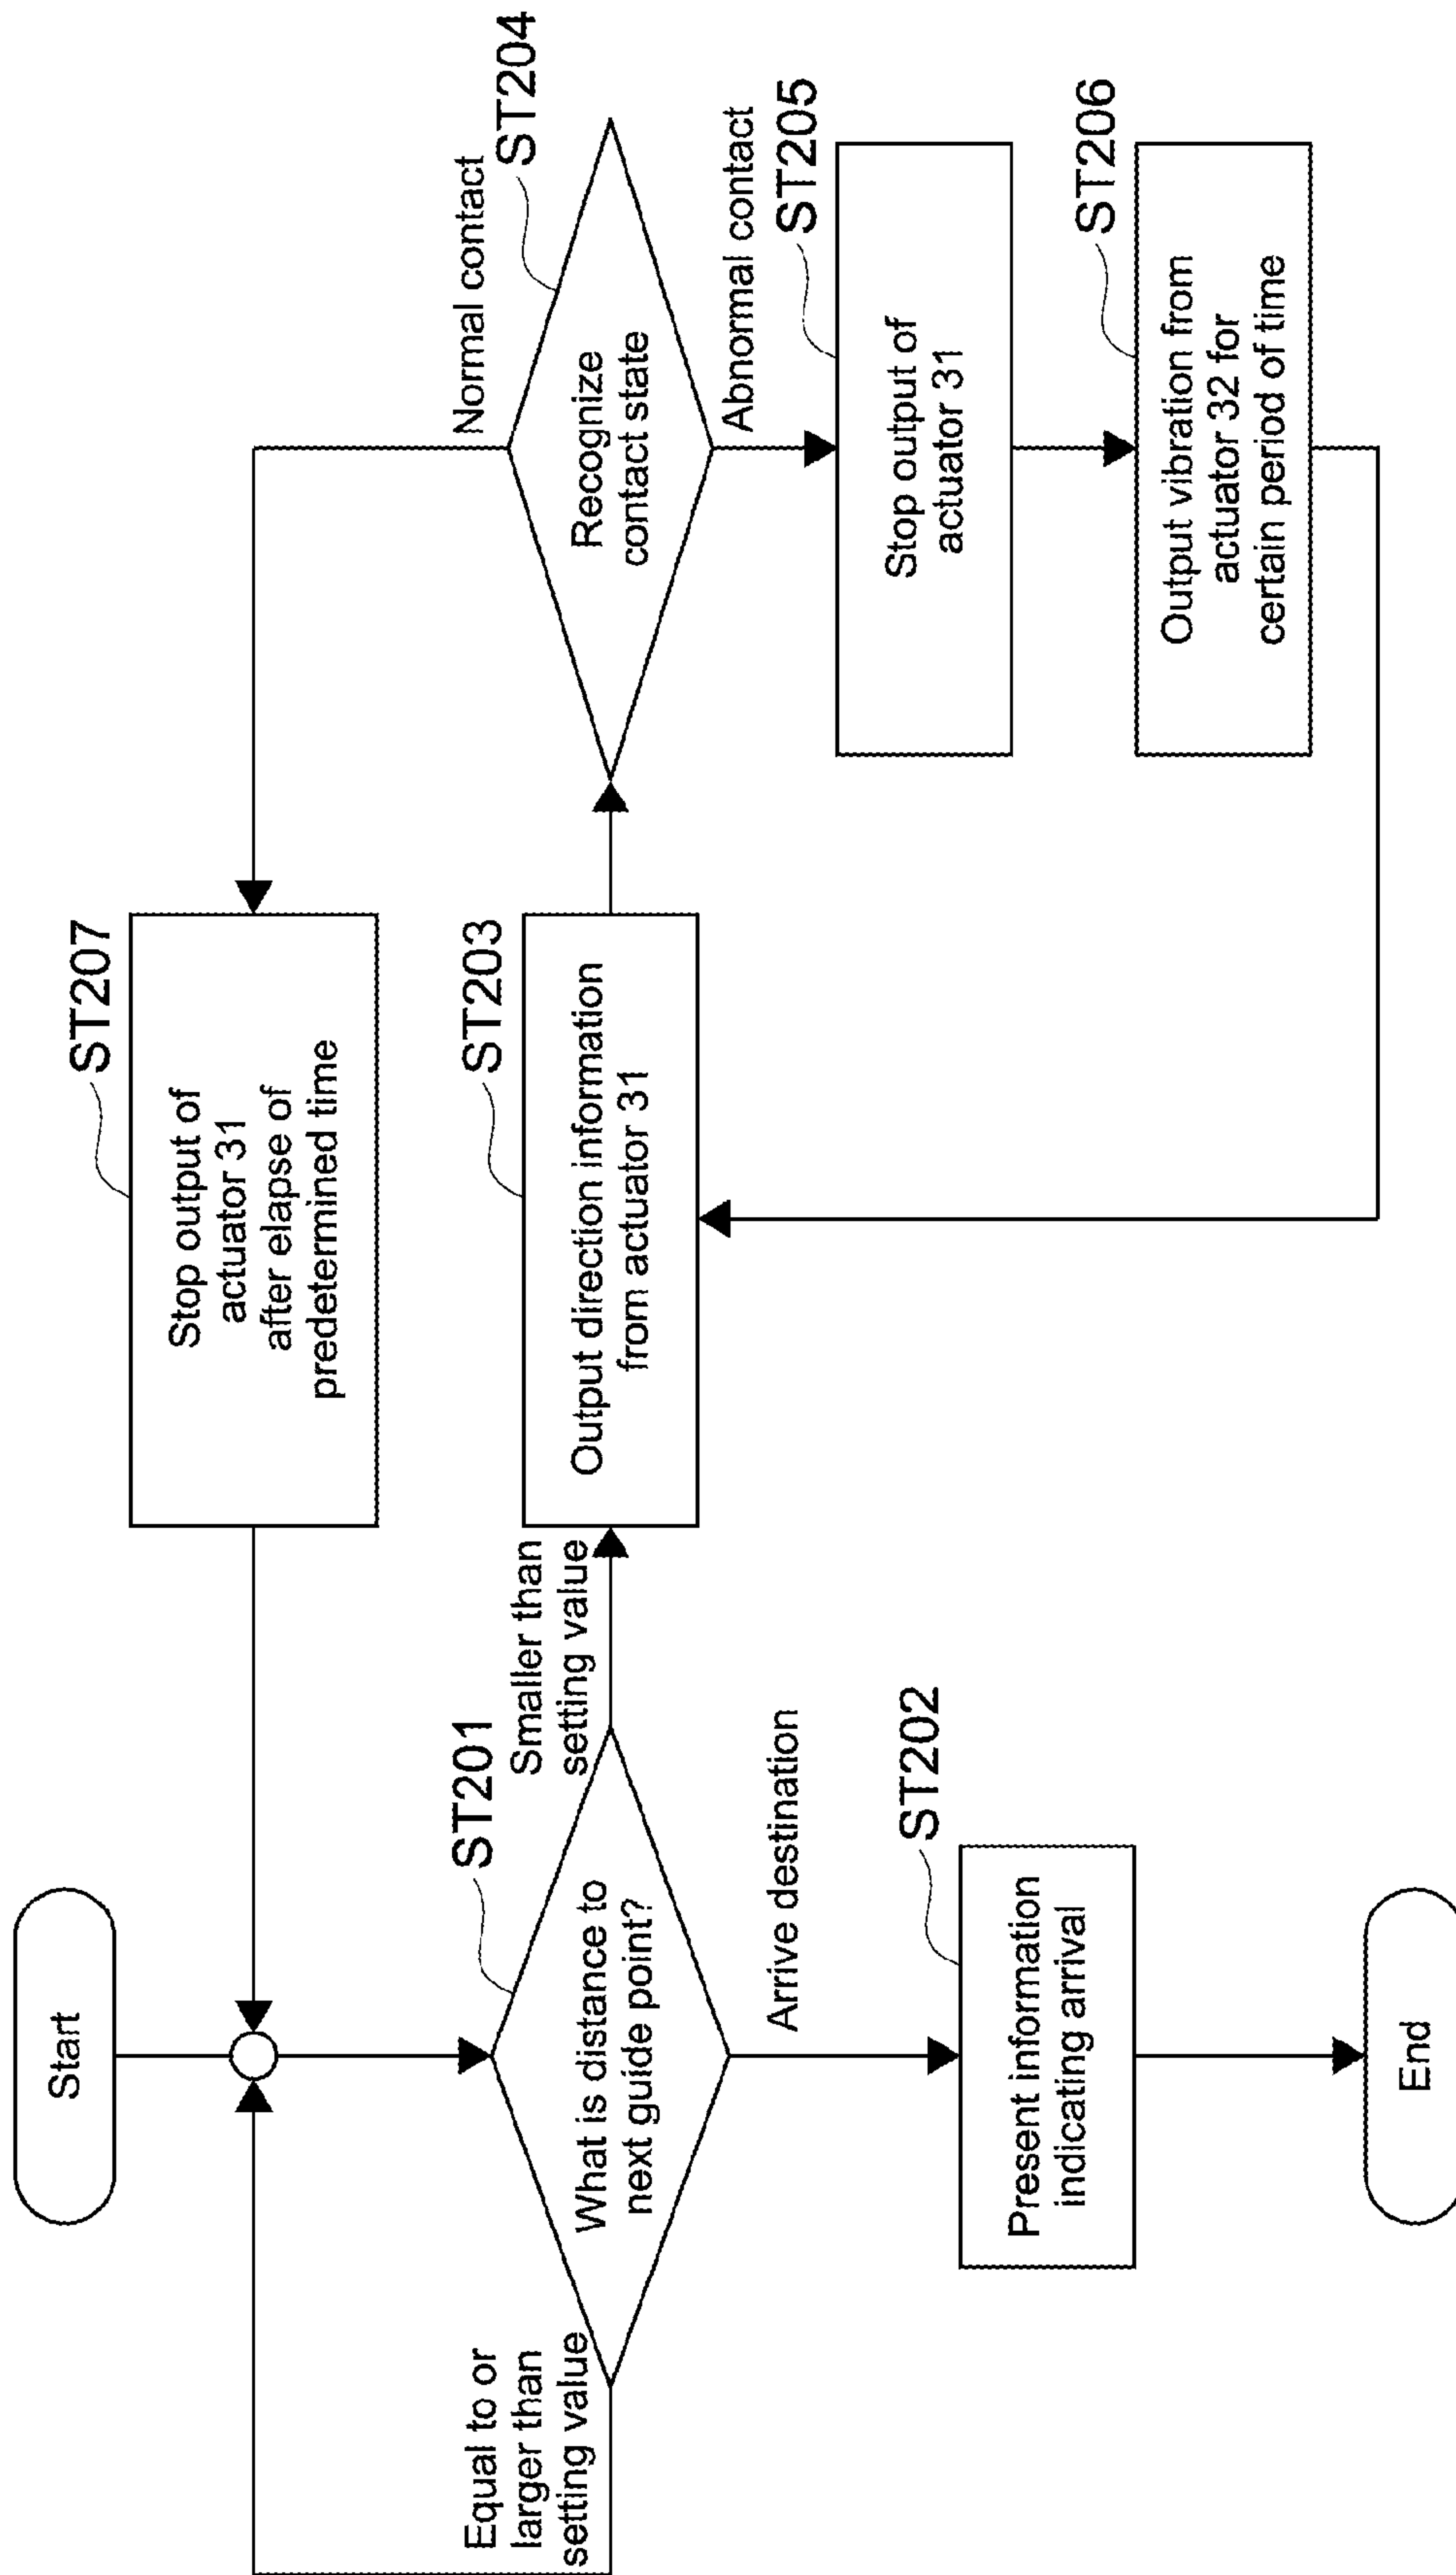 Start
Equal to or
larger than
setting value
What is distance to
next guide point?
ST201
Smaller than
setting value
Arrive destination
ST202
Present information
indicating arrival
End
ST207
Stop output of
actuator 31
after elapse of
predetermined time
ST203
Output direction information
from actuator 31
Normal contact
ST204
Recognize
contact state
Abnormal contact
ST205
Stop output of
actuator 31
ST206
Output vibration from
actuator 32 for
certain period of time